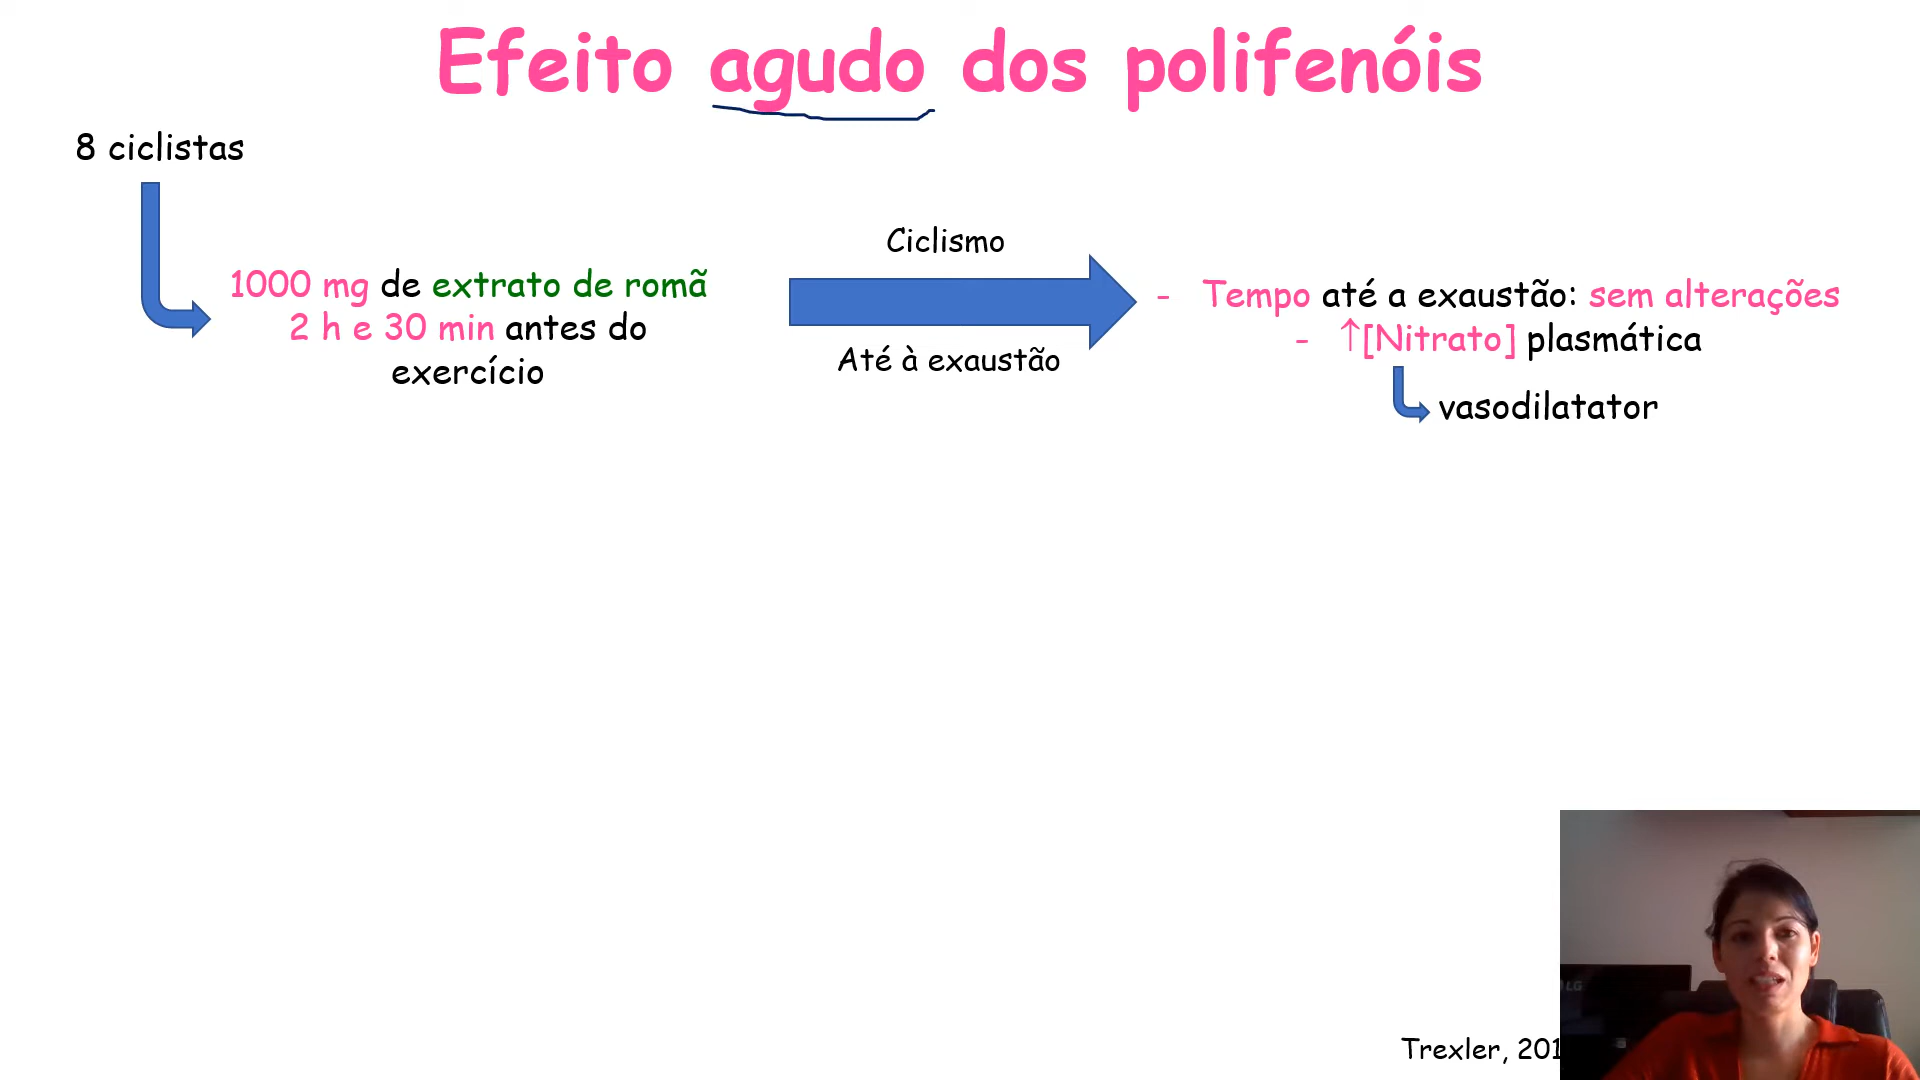 Efeito agudo dos polifenóis
8 ciclistas
1000 mg de extrato de romã
2 h e 30 min antes do
exercício
Ciclismo
Até à exaustão
- Tempo até a exaustão: sem alterações
- ↑[Nitrato] plasmática
vasodilatator
LG
Trexler, 201